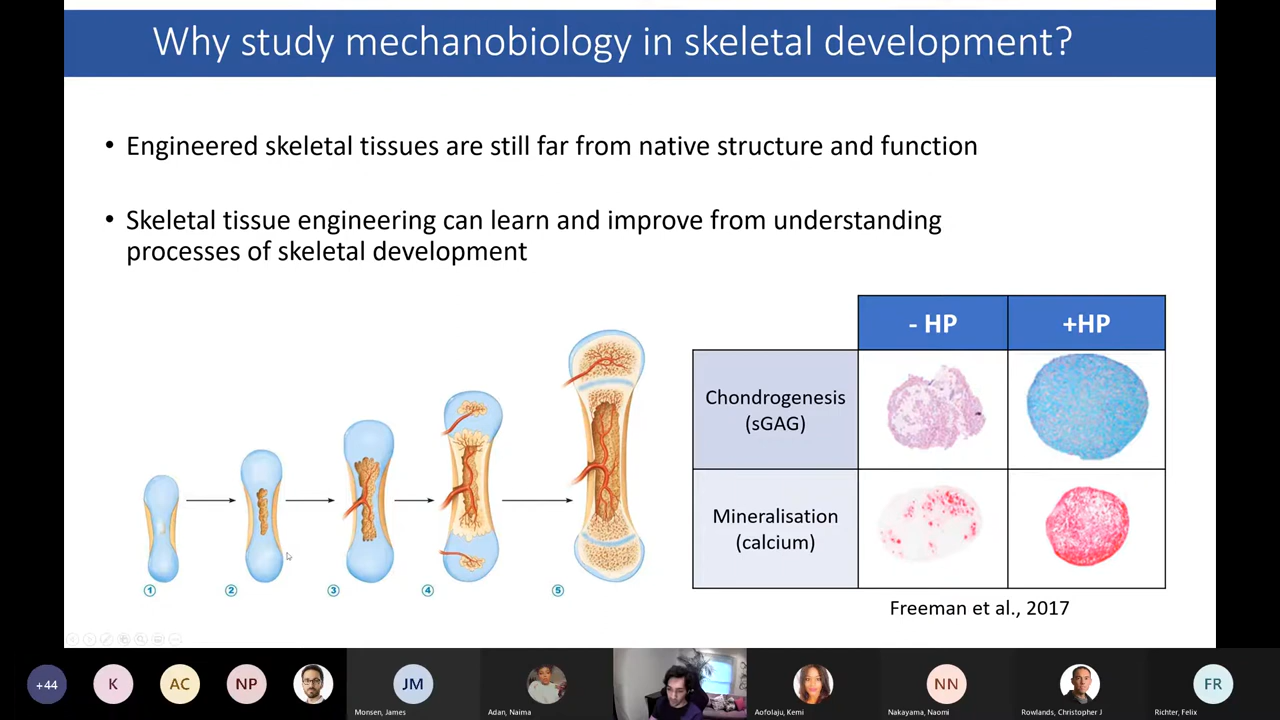 Why study mechanobiology in skeletal development?
• Engineered skeletal tissues are still far from native structure and function
• Skeletal tissue engineering can learn and improve from understanding
processes of skeletal development
- HP
+HP
Chondrogenesis
(sGAG)
Mineralisation
(calcium)
Freeman et al., 2017
1
2
3
4
5
+44
K
AC
NP
JM
NN
FR
Monsen, James
Adan, Naima
Aofolaju, Kemi
Nakayama, Naomi
Rowlands, Christopher J
Richter, Felix